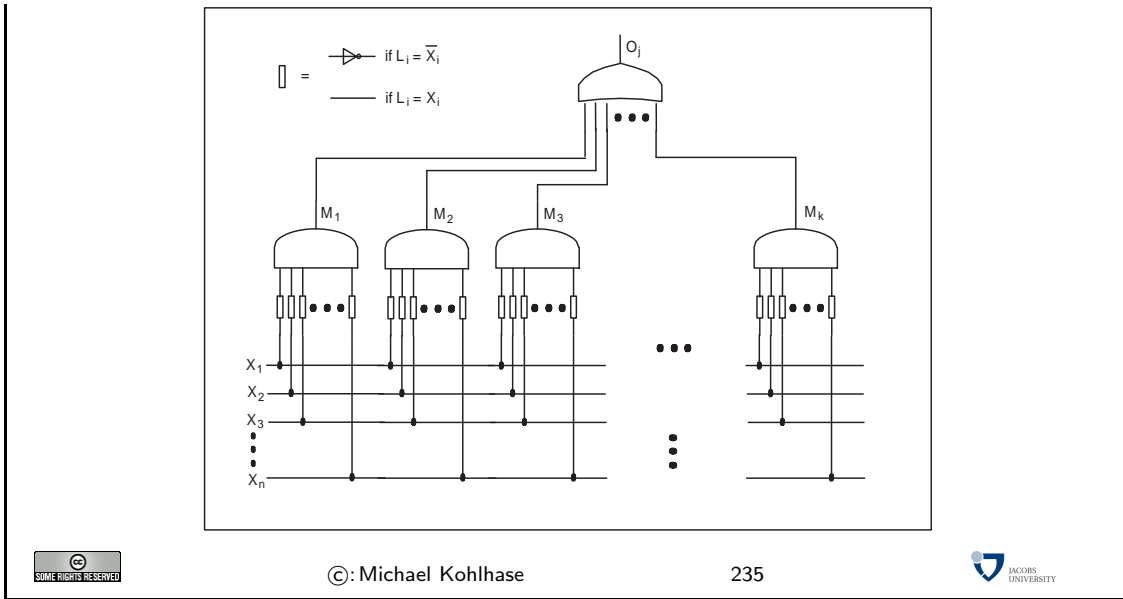 O_j
= if L_i = X̅_i
if L_i = X_i
M_1 M_2 M_3 M_k
X_1
X_2
X_3
X_n
cc
SOME RIGHTS RESERVED
©: Michael Kohlhase
235
JACOBS
UNIVERSITY